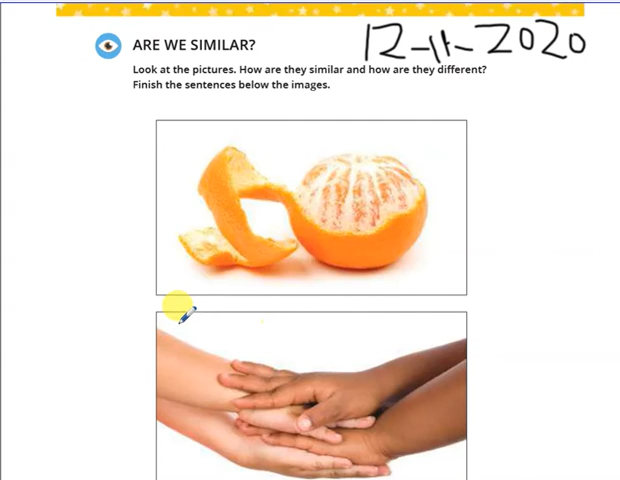 ARE WE SIMILAR?
12-11-2020
Look at the pictures. How are they similar and how are they different?
Finish the sentences below the images.